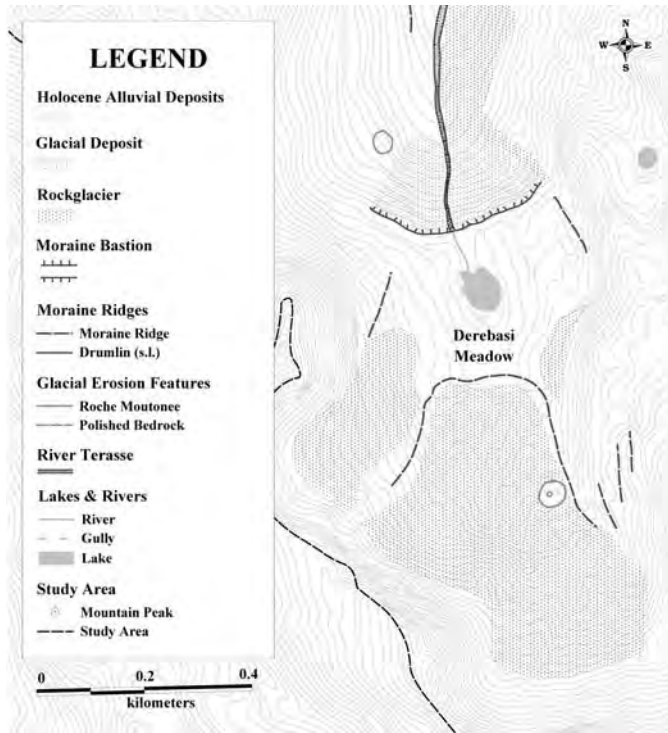 LEGEND
Holocene Alluvial Deposits
Glacial Deposit
Rockglacier
Moraine Bastion
Moraine Ridges
Moraine Ridge
Drumlin (s.l.)
Glacial Erosion Features
Roche Moutonee
Polished Bedrock
River Terasse
Lakes & Rivers
River
Gully
Lake
Study Area
Mountain Peak
Study Area
0 0.2 0.4
kilometers
N
W E
S
Derebasi
Meadow